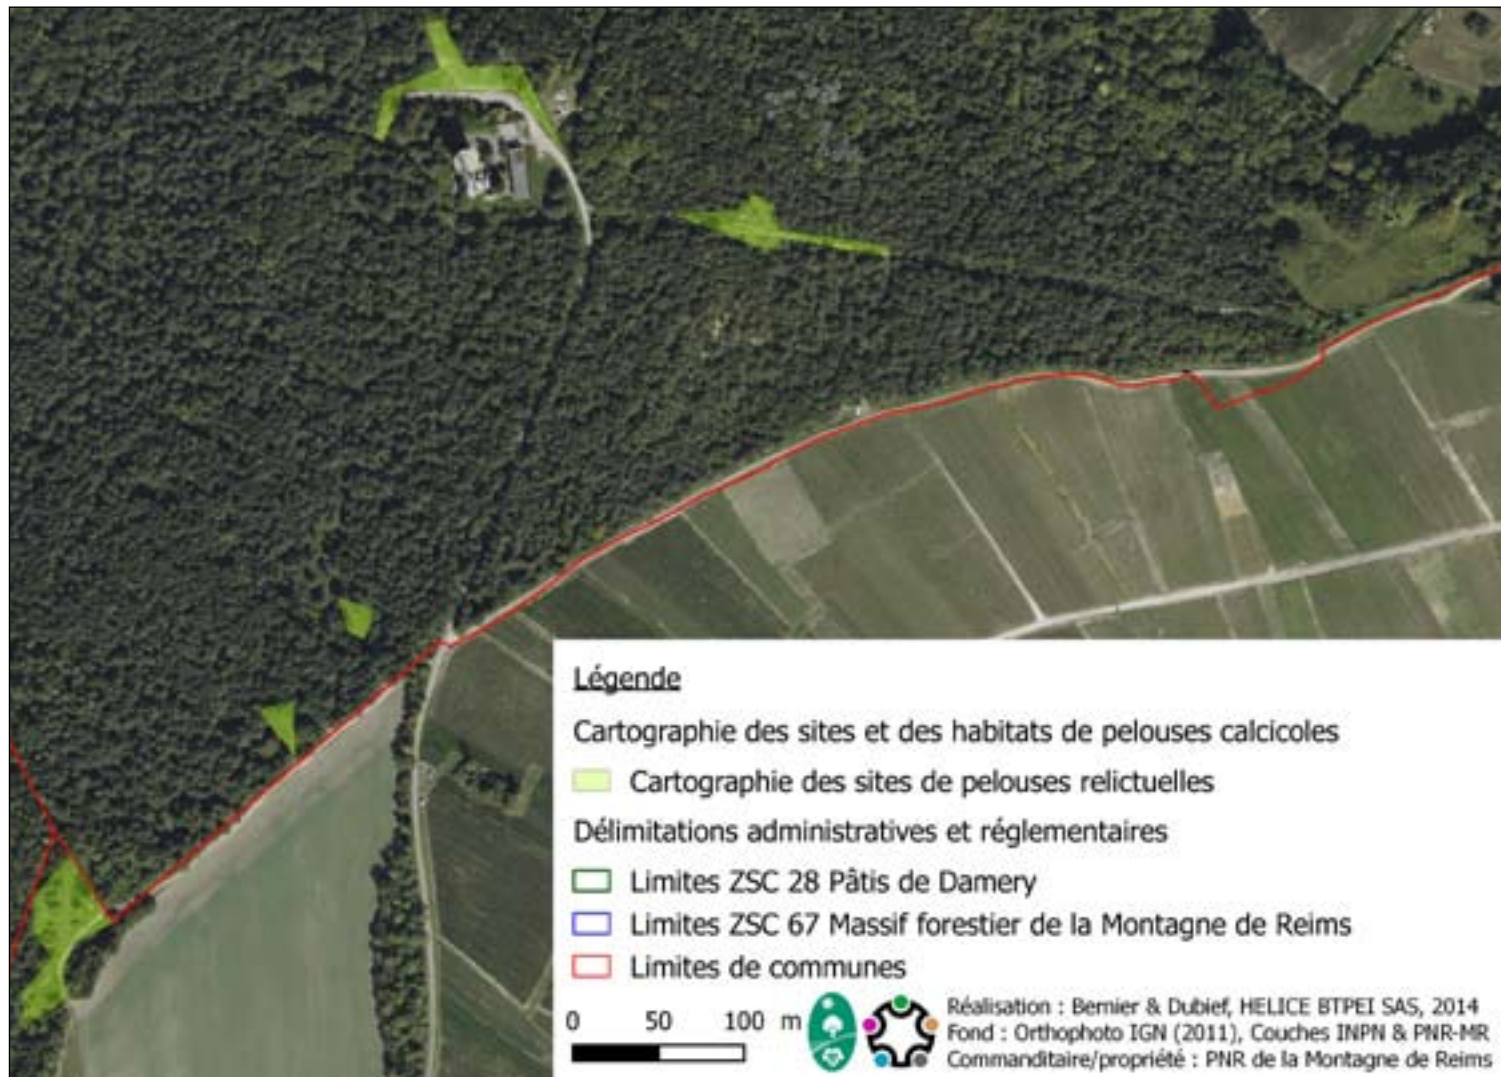 Légende
Cartographie des sites et des habitats de pelouses calcicoles
Cartographie des sites de pelouses relictuelles
Délimitations administratives et réglementaires
Limites ZSC 28 Pâtis de Damery
Limites ZSC 67 Massif forestier de la Montagne de Reims
Limites de communes
0 50 100 m
Réalisation : Bernier & Dubief, HELICE BTPEI SAS, 2014
Fond : Orthophoto IGN (2011), Couches INPN & PNR-MR
Commanditaire/propriété : PNR de la Montagne de Reims